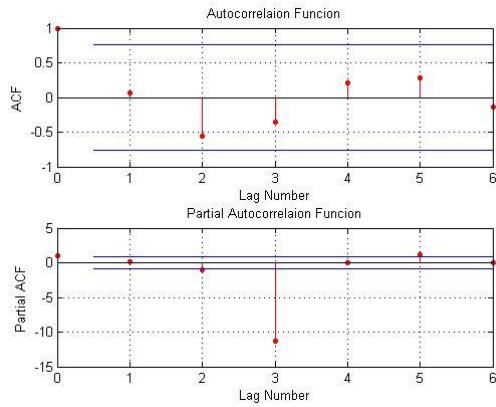 Autocorrelaion Funcion
1
0.5
0
-0.5
-1
ACF
0 1 2 3 4 5 6
Lag Number
Partial Autocorrelaion Funcion
5
0
-5
-10
-15
Partial ACF
0 1 2 3 4 5 6
Lag Number